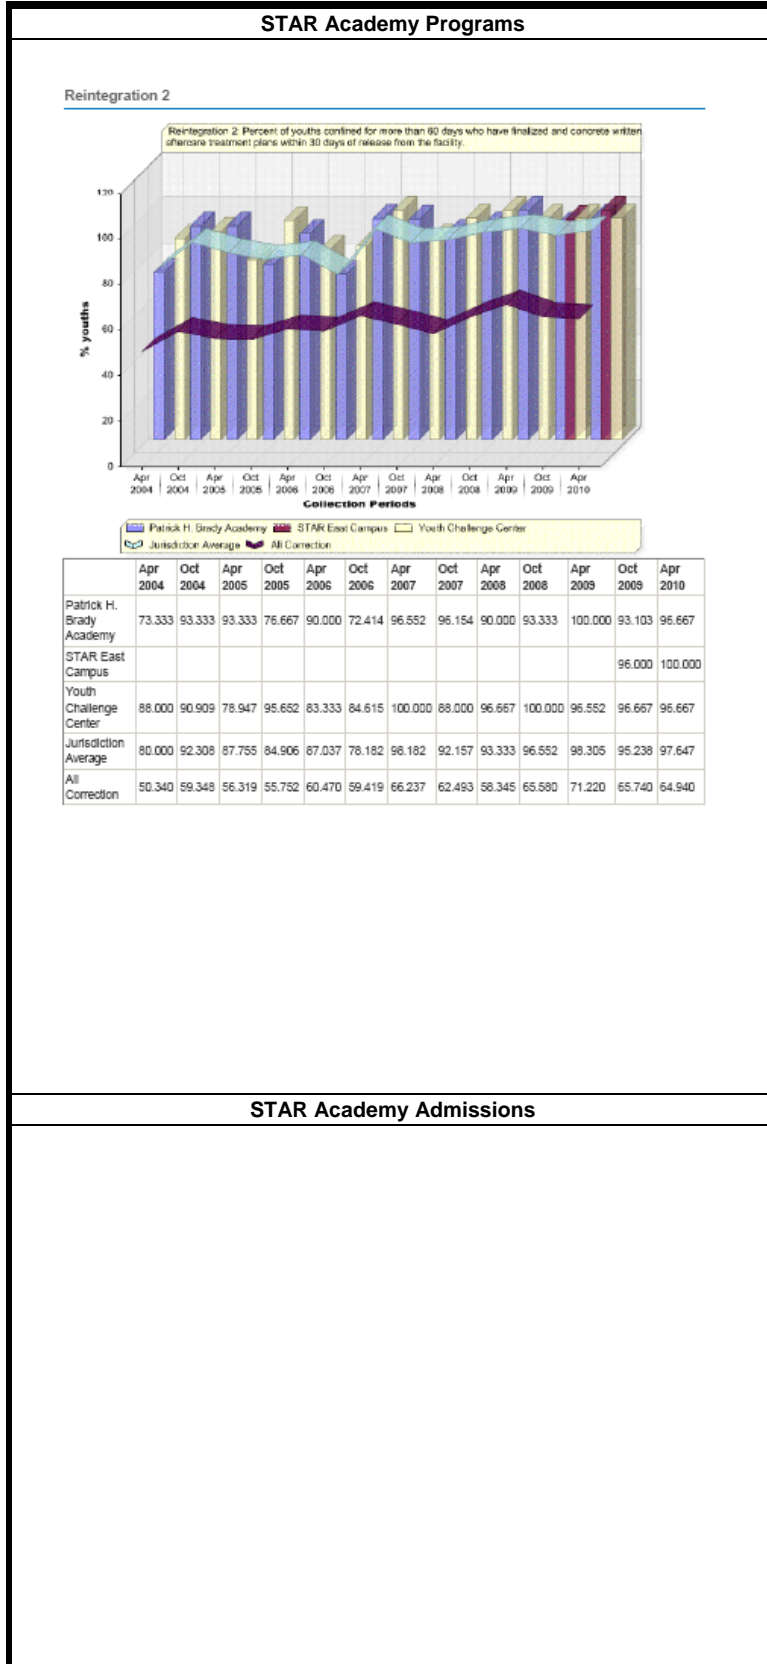 STAR Academy Programs
Reintegration 2
Reintegration 2: Percent of youths confined for more than 60 days who have finalized and concrete written
aftercare treatment plans within 30 days of release from the facility.
120
100
80
60
40
20
0
% youths
Apr Oct Apr Oct Apr Oct Apr Oct Apr Oct Apr Oct Apr
2004 2004 2005 2005 2006 2006 2007 2007 2008 2008 2009 2009 2010
Collection Periods
Patrick H. Brady Academy STAR East Campus Youth Challenge Center
Jurisdiction Average All Correction
Apr Oct Apr Oct Apr Oct Apr Oct Apr Oct Apr Oct Apr
2004 2004 2005 2005 2006 2006 2007 2007 2008 2008 2009 2009 2010
Patrick H.
Brady 73.333 93.333 93.333 76.667 90.000 72.414 96.552 96.154 90.000 93.333 100.000 93.103 96.667
Academy
STAR East
Campus 96.000 100.000
Youth
Challenge 88.000 90.909 78.947 95.652 83.333 84.615 100.000 88.000 96.667 100.000 96.552 96.667 96.667
Center
Jurisdiction
Average 80.000 92.308 87.755 84.906 87.037 78.182 98.182 92.157 93.333 96.552 98.305 95.238 97.647
All
Correction 50.340 59.348 56.319 55.752 60.470 59.419 66.237 62.493 58.345 65.580 71.220 65.740 64.940
STAR Academy Admissions